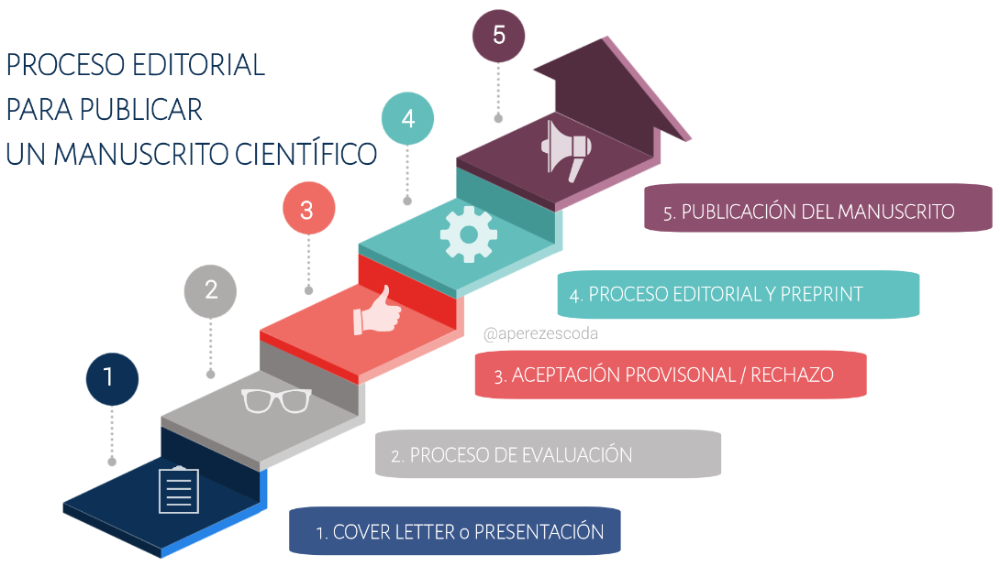 PROCESO EDITORIAL
PARA PUBLICAR
UN MANUSCRITO CIENTÍFICO
5
4
3
2
1
5. PUBLICACIÓN DEL MANUSCRITO
4. PROCESO EDITORIAL Y PREPRINT
@aperezescoda
3. ACEPTACIÓN PROVISONAL / RECHAZO
2. PROCESO DE EVALUACIÓN
1. COVER LETTER o PRESENTACIÓN